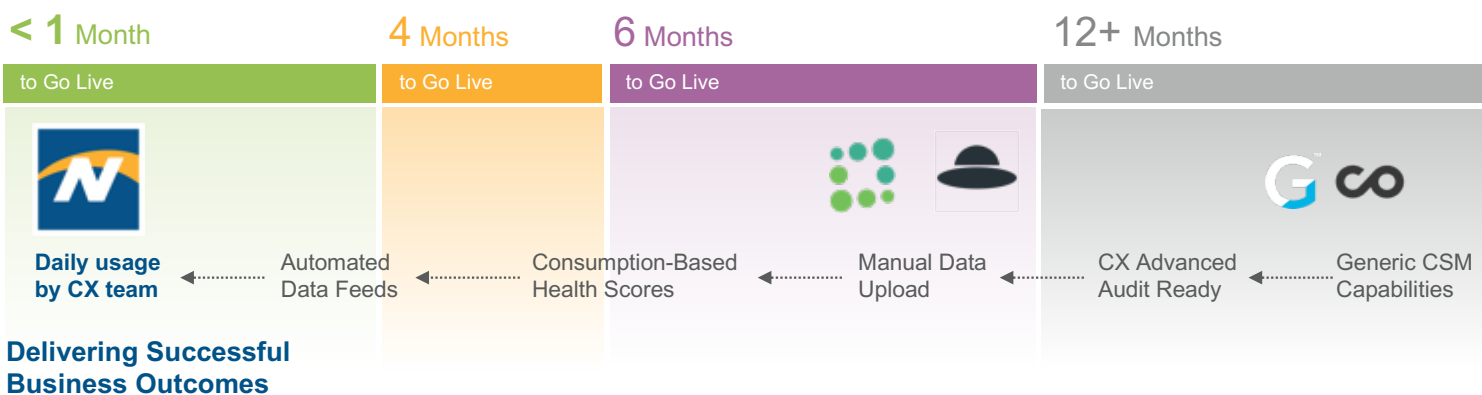 < 1 Month
4 Months
6 Months
12+ Months
to Go Live
to Go Live
to Go Live
to Go Live
N
G™
Daily usage
by CX team
Automated
Data Feeds
Consumption-Based
Health Scores
Manual Data
Upload
CX Advanced
Audit Ready
Generic CSM
Capabilities
Delivering Successful
Business Outcomes